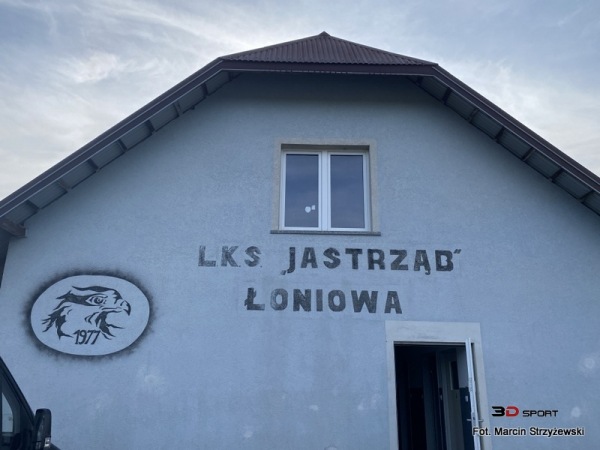 LKS „JASTRZĄB”
ŁONIOWA
1977
3D SPORT
Fot. Marcin Strzyżewski